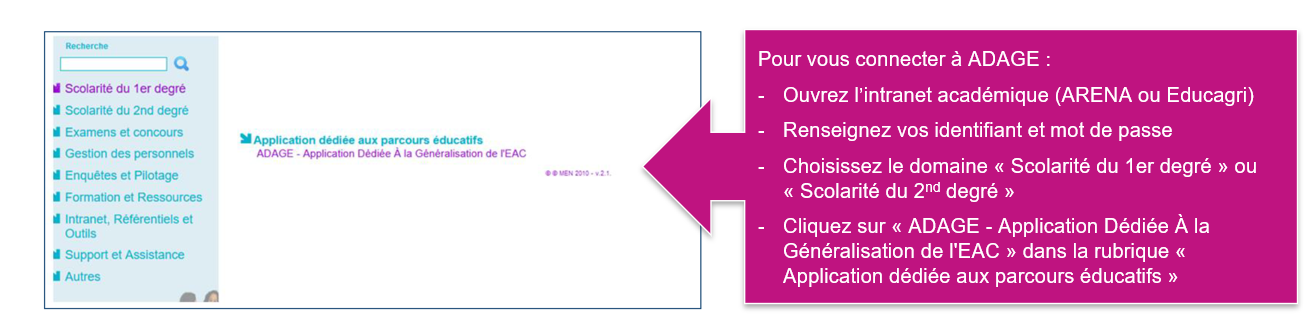 Recherche
Scolarité du 1er degré
Scolarité du 2nd degré
Examens et concours
Gestion des personnels
Enquêtes et Pilotage
Formation et Ressources
Intranet, Référentiels et
Outils
Support et Assistance
Autres
Application dédiée aux parcours éducatifs
ADAGE - Application Dédiée À la Généralisation de l'EAC
© © MEN 2010 - v.2.1.
Pour vous connecter à ADAGE :
- Ouvrez l’intranet académique (ARENA ou Educagri)
- Renseignez vos identifiant et mot de passe
- Choisissez le domaine « Scolarité du 1er degré » ou
« Scolarité du 2nd degré »
- Cliquez sur « ADAGE - Application Dédiée À la
Généralisation de l'EAC » dans la rubrique «
Application dédiée aux parcours éducatifs »